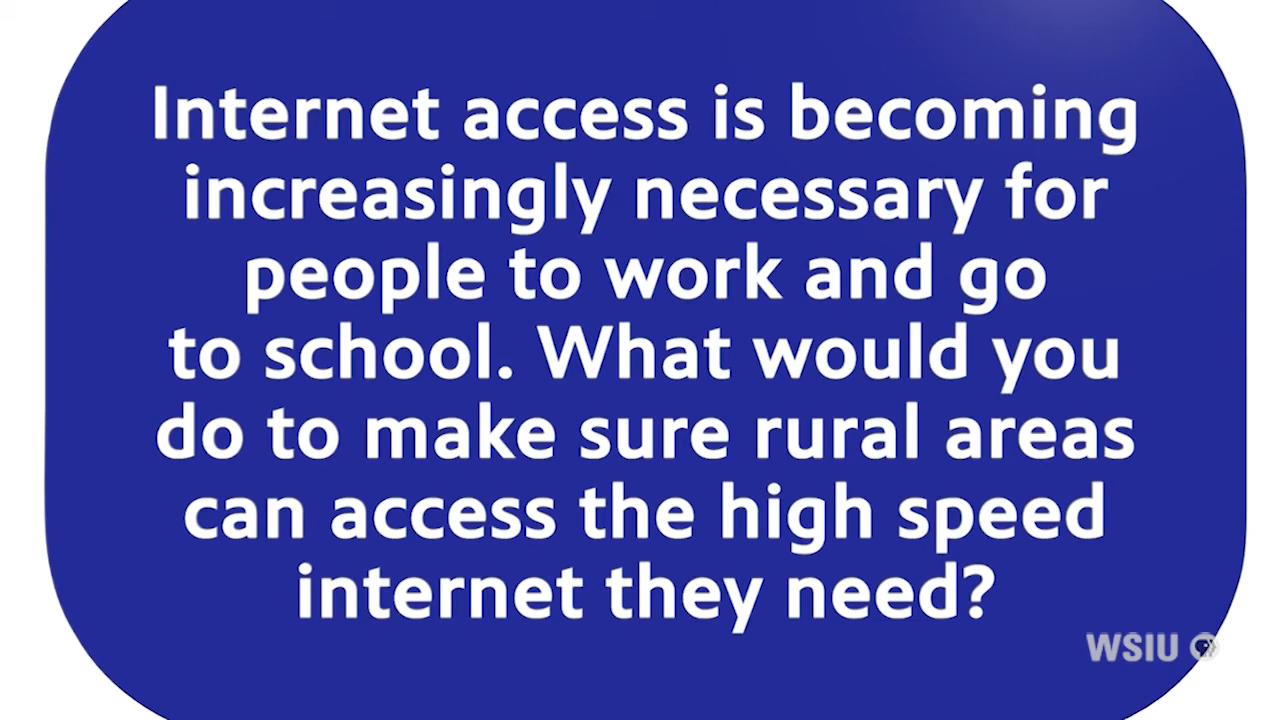 Internet access is becoming
increasingly necessary for
people to work and go
to school. What would you
do to make sure rural areas
can access the high speed
internet they need?
WSIU